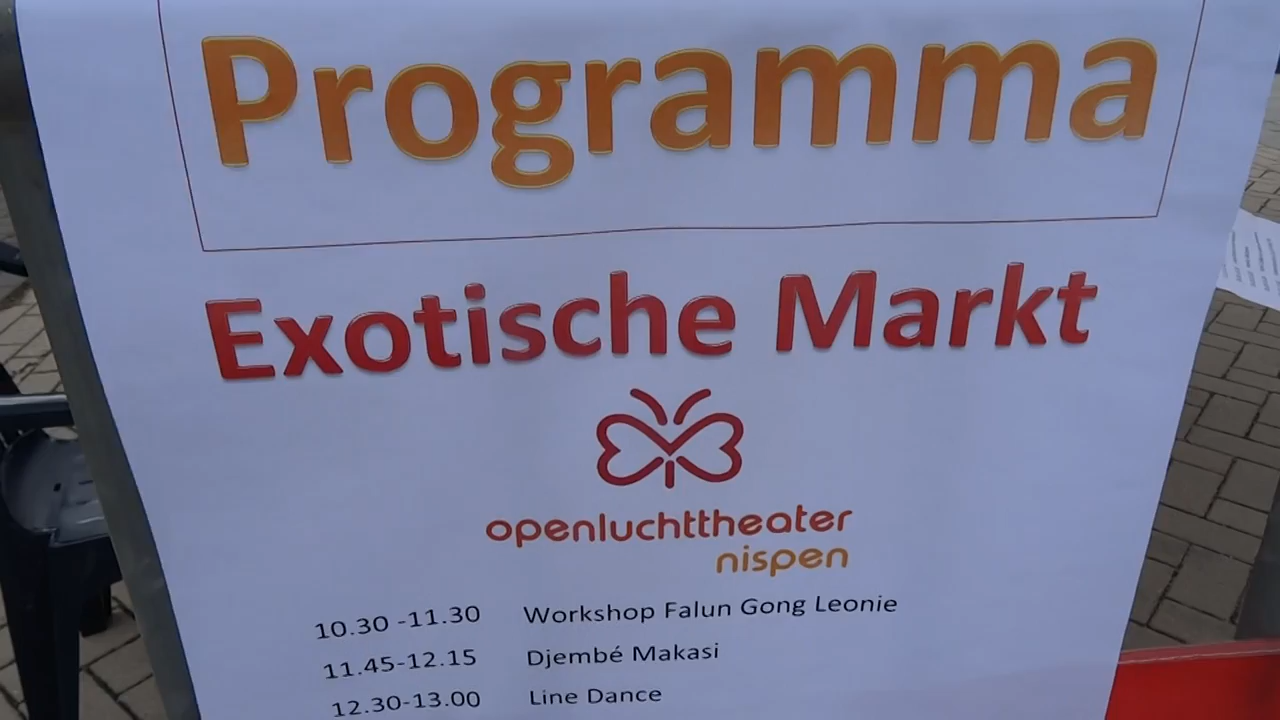 Programma
Exotische Markt
openluchttheater
nispen
10.30 -11.30 Workshop Falun Gong Leonie
11.45-12.15 Djembé Makasi
12.30-13.00 Line Dance